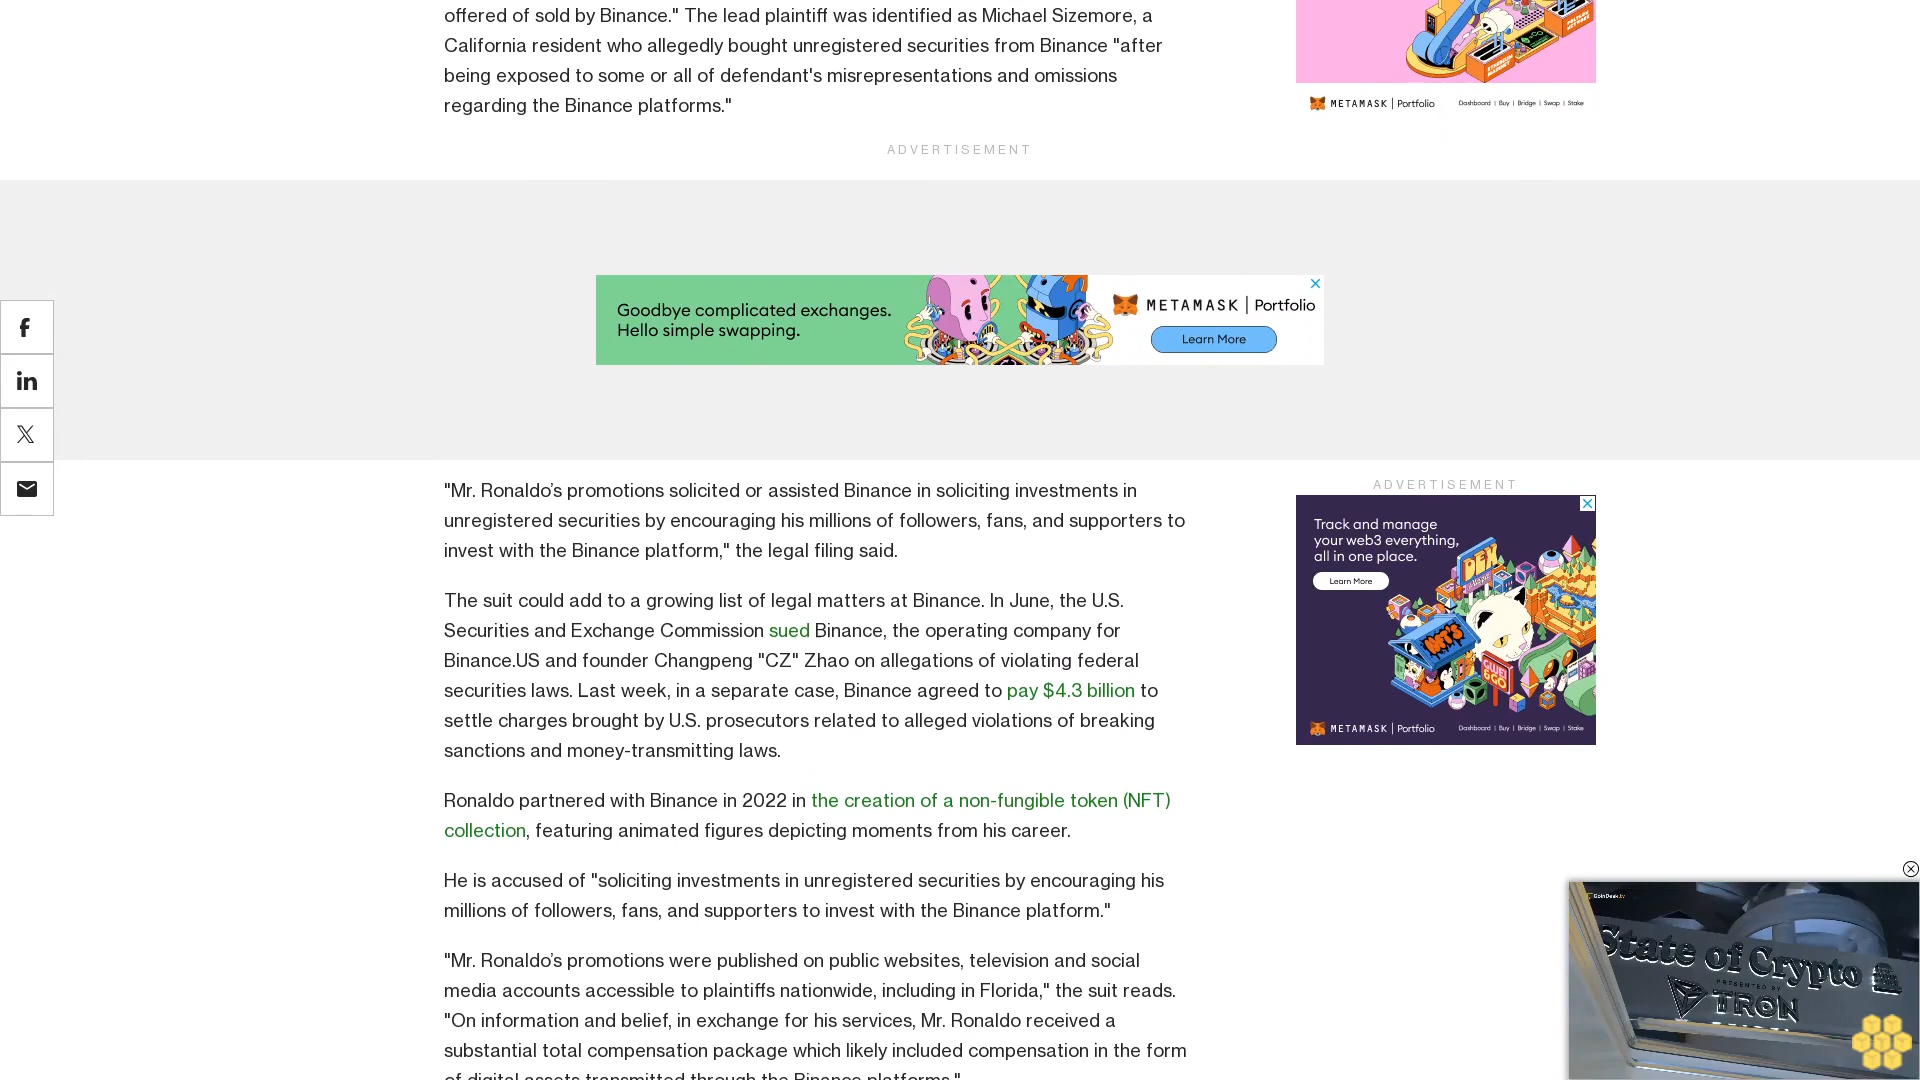 offered of sold by Binance." The lead plaintiff was identified as Michael Sizemore, a
California resident who allegedly bought unregistered securities from Binance "after
being exposed to some or all of defendant's misrepresentations and omissions
regarding the Binance platforms."
METAMASK | Portfolio
Dashboard | Buy | Bridge | Swap | Stake
ADVERTISEMENT
Goodbye complicated exchanges.
Hello simple swapping.
METAMASK | Portfolio
Learn More
f
in
X
"Mr. Ronaldo’s promotions solicited or assisted Binance in soliciting investments in
unregistered securities by encouraging his millions of followers, fans, and supporters to
invest with the Binance platform," the legal filing said.
The suit could add to a growing list of legal matters at Binance. In June, the U.S.
Securities and Exchange Commission sued Binance, the operating company for
Binance.US and founder Changpeng "CZ" Zhao on allegations of violating federal
securities laws. Last week, in a separate case, Binance agreed to pay $4.3 billion to
settle charges brought by U.S. prosecutors related to alleged violations of breaking
sanctions and money-transmitting laws.
Ronaldo partnered with Binance in 2022 in the creation of a non-fungible token (NFT)
collection, featuring animated figures depicting moments from his career.
He is accused of "soliciting investments in unregistered securities by encouraging his
millions of followers, fans, and supporters to invest with the Binance platform."
"Mr. Ronaldo’s promotions were published on public websites, television and social
media accounts accessible to plaintiffs nationwide, including in Florida," the suit reads.
"On information and belief, in exchange for his services, Mr. Ronaldo received a
substantial total compensation package which likely included compensation in the form
of digital assets transmitted through the Binance platforms."
ADVERTISEMENT
Track and manage
your web3 everything,
all in one place.
Learn More
DEX
NFT'S
GWEI
& GO
METAMASK | Portfolio
Dashboard | Buy | Bridge | Swap | Stake
CoinDesk.tv
State of Crypto
PRESENTED BY
TRON